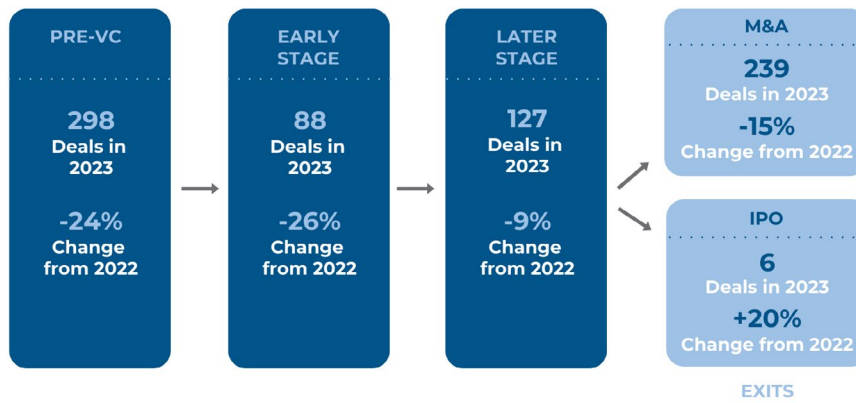 PRE-VC
298
Deals in
2023
-24%
Change
from 2022
EARLY
STAGE
88
Deals in
2023
-26%
Change
from 2022
LATER
STAGE
127
Deals in
2023
-9%
Change
from 2022
M&A
239
Deals in 2023
-15%
Change from 2022
IPO
6
Deals in 2023
+20%
Change from 2022
EXITS